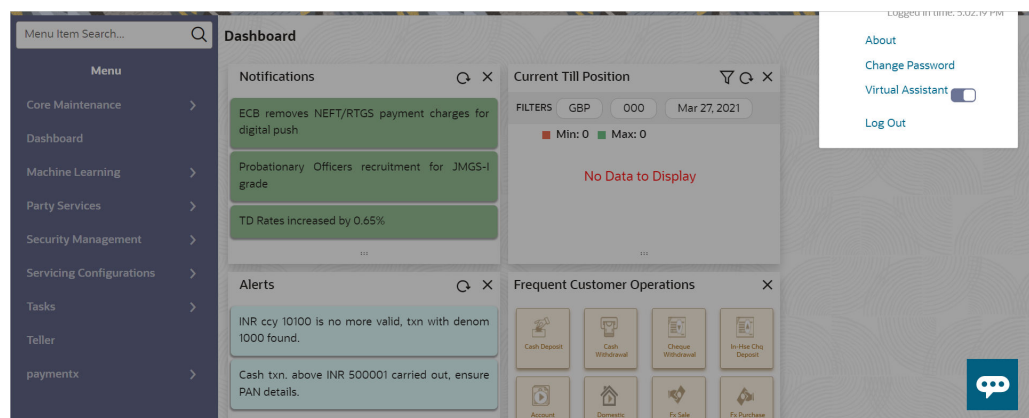 Logged in time: 5:02:19 PM
About
Change Password
Virtual Assistant
Log Out
Menu Item Search...
Menu
Core Maintenance
Dashboard
Machine Learning
Party Services
Security Management
Servicing Configurations
Tasks
Teller
paymentx
Dashboard
Notifications
ECB removes NEFT/RTGS payment charges for
digital push
Probationary Officers recruitment for JMGS-I
grade
TD Rates increased by 0.65%
Current Till Position
FILTERS GBP 000 Mar 27, 2021
Min: 0 Max: 0
No Data to Display
Alerts
INR ccy 10100 is no more valid, txn with denom
1000 found.
Cash txn. above INR 500001 carried out, ensure
PAN details.
Frequent Customer Operations
Cash Deposit
Cash
Withdrawal
Cheque
Withdrawal
In-Hse Chq
Deposit
Account
Domestic
Fx Sale
Fx Purchase